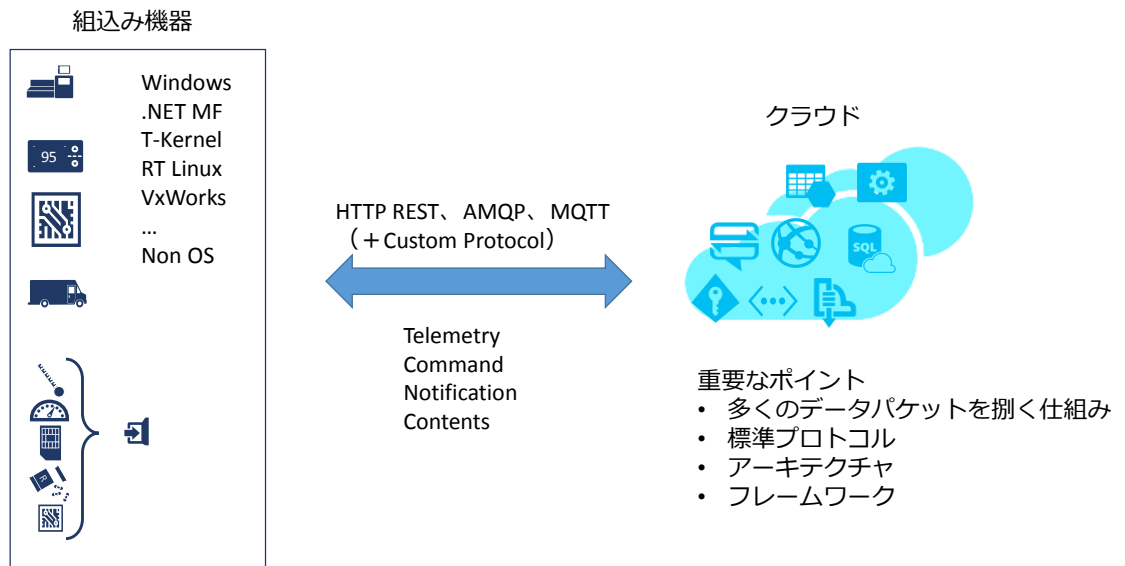 組込み機器
Windows
.NET MF
T-Kernel
RT Linux
VxWorks
…
Non OS
95
HTTP REST、AMQP、MQTT
（＋Custom Protocol）
Telemetry
Command
Notification
Contents
クラウド
SQL
重要なポイント
• 多くのデータパケットを捌く仕組み
• 標準プロトコル
• アーキテクチャ
• フレームワーク